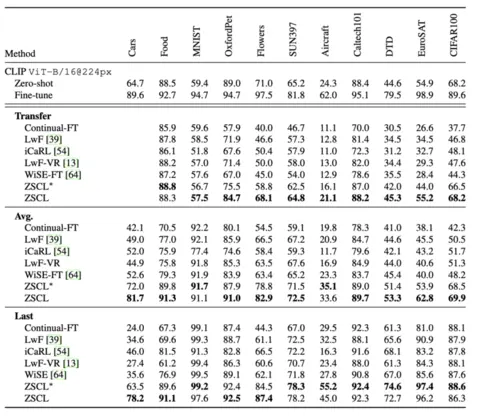 Method Cars Food MNIST OxfordPet Flowers SUN397 Aircraft Caltech101 DTD EuroSAT CIFAR100
CLIP ViT-B/16@224px
Zero-shot 64.7 88.5 59.4 89.0 71.0 65.2 24.3 88.4 44.6 54.9 68.2
Fine-tune 89.6 92.7 94.7 94.7 97.5 81.8 62.0 95.1 79.5 98.9 89.6
Transfer
Continual-FT 85.9 59.6 57.9 40.0 46.7 11.1 70.0 30.5 26.6 37.7
LwF [39] 87.8 58.5 71.9 46.6 57.3 12.8 81.4 34.5 34.5 46.8
iCaRL [54] 86.1 51.8 67.6 50.4 57.9 11.0 72.3 31.2 32.7 48.1
LwF-VR [13] 88.2 57.0 71.4 50.0 58.0 13.0 82.0 34.4 29.3 47.6
WiSE-FT [64] 87.2 57.6 67.0 45.0 54.0 12.9 78.6 35.5 28.4 44.3
ZSCL* 88.8 56.7 75.5 58.8 62.5 16.1 87.0 42.0 44.0 66.5
ZSCL 88.3 57.5 84.7 68.1 64.8 21.1 88.2 45.3 55.2 68.2
Avg.
Continual-FT 42.1 70.5 92.2 80.1 54.5 59.1 19.8 78.3 41.0 38.1 42.3
LwF [39] 49.0 77.0 92.1 85.9 66.5 67.2 20.9 84.7 44.6 45.5 50.5
iCaRL [54] 52.0 75.9 77.4 74.6 58.4 59.3 11.7 79.6 42.1 43.2 51.7
LwF-VR 44.9 75.8 91.8 85.3 63.5 67.6 16.9 84.9 44.0 40.6 51.3
WiSE-FT [64] 52.6 79.3 91.9 83.9 63.4 65.2 23.3 83.7 45.4 40.0 48.2
ZSCL* 72.0 89.8 91.7 87.9 78.8 71.5 35.1 89.0 51.4 53.9 68.5
ZSCL 81.7 91.3 91.1 91.0 82.9 72.5 33.6 89.7 53.3 62.8 69.9
Last
Continual-FT 24.0 67.3 99.1 87.4 44.3 67.0 29.5 92.3 61.3 81.0 88.1
LwF [39] 34.6 69.6 99.3 88.7 61.1 72.5 32.5 88.1 65.6 90.9 87.9
iCaRL [54] 46.0 81.5 91.3 82.8 66.5 72.2 16.3 91.6 68.1 83.2 87.8
LwF-VR [13] 27.4 61.2 99.4 86.3 60.6 70.7 23.4 88.0 61.3 84.3 88.1
WiSE [64] 35.6 76.9 99.5 89.1 62.1 71.8 27.8 90.8 67.0 85.6 87.6
ZSCL* 63.5 89.6 99.2 92.4 84.5 78.3 55.2 92.4 74.6 97.4 88.6
ZSCL 78.2 91.1 97.6 92.5 87.4 78.2 45.0 92.3 72.7 96.2 86.3